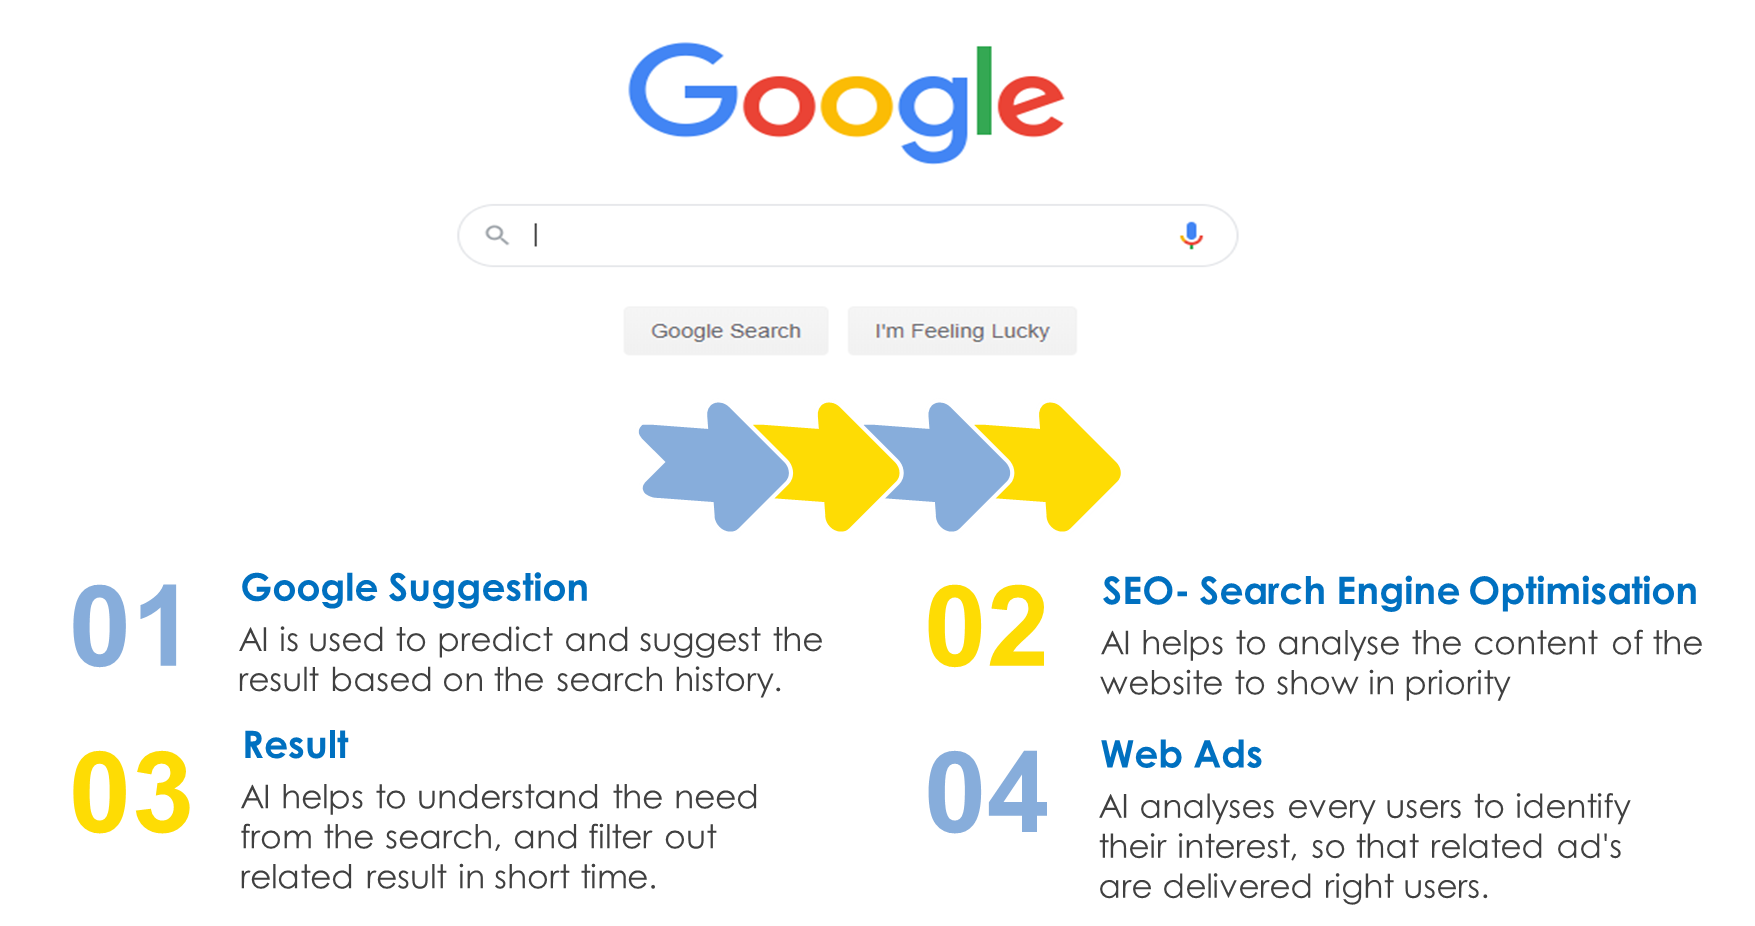 Google
Google Search
I'm Feeling Lucky
01
Google Suggestion
AI is used to predict and suggest the
result based on the search history.
02
SEO- Search Engine Optimisation
AI helps to analyse the content of the
website to show in priority
03
Result
AI helps to understand the need
from the search, and filter out
related result in short time.
04
Web Ads
AI analyses every users to identify
their interest, so that related ad's
are delivered right users.